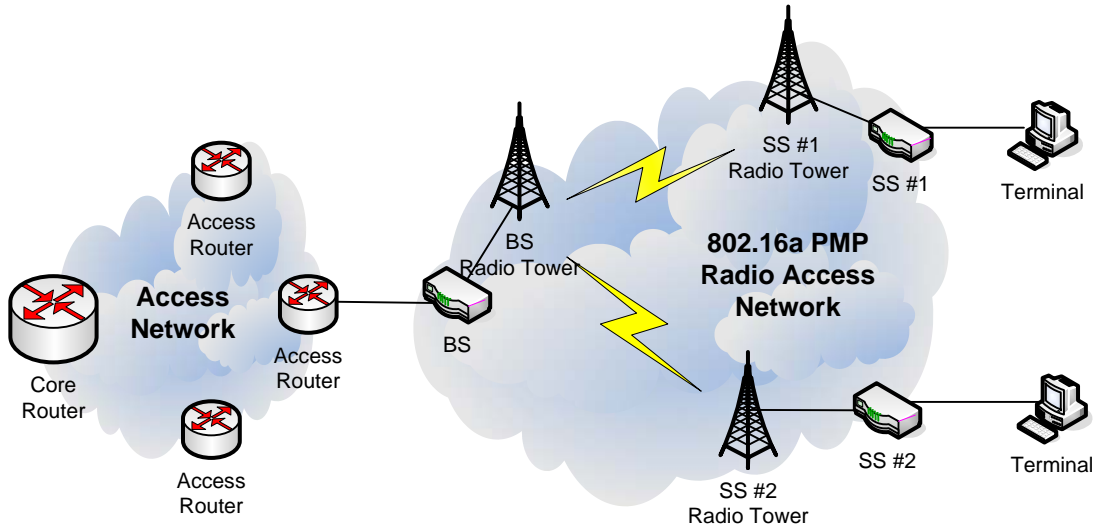 Access
Router
Access
Network
Core
Router
Access
Router
Access
Router
BS
Radio Tower
BS
802.16a PMP
Radio Access
Network
SS #1
Radio Tower
SS #1
Terminal
SS #2
Radio Tower
SS #2
Terminal